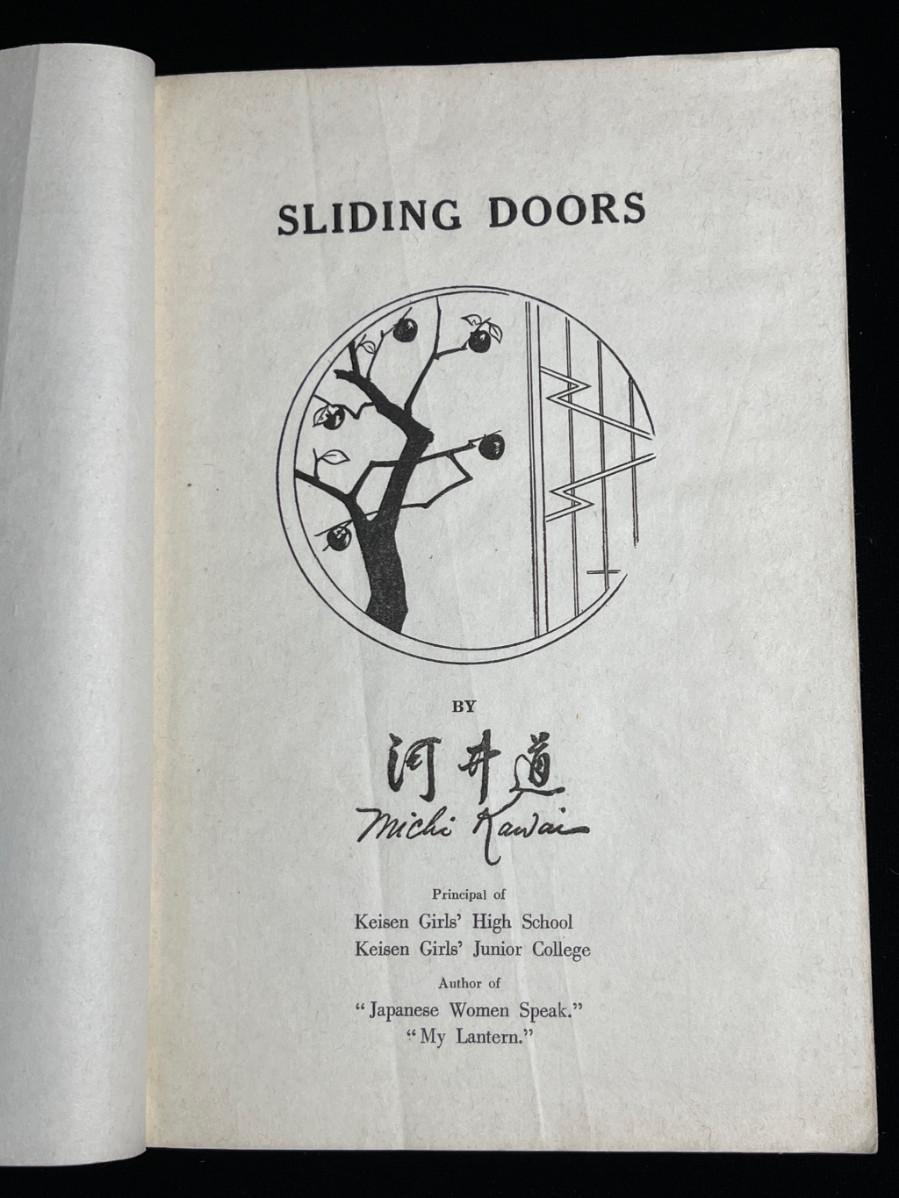 SLIDING DOORS
BY
河井道
Michi Kawai
Principal of
Keisen Girls’ High School
Keisen Girls’ Junior College
Author of
“Japanese Women Speak.”
“My Lantern.”